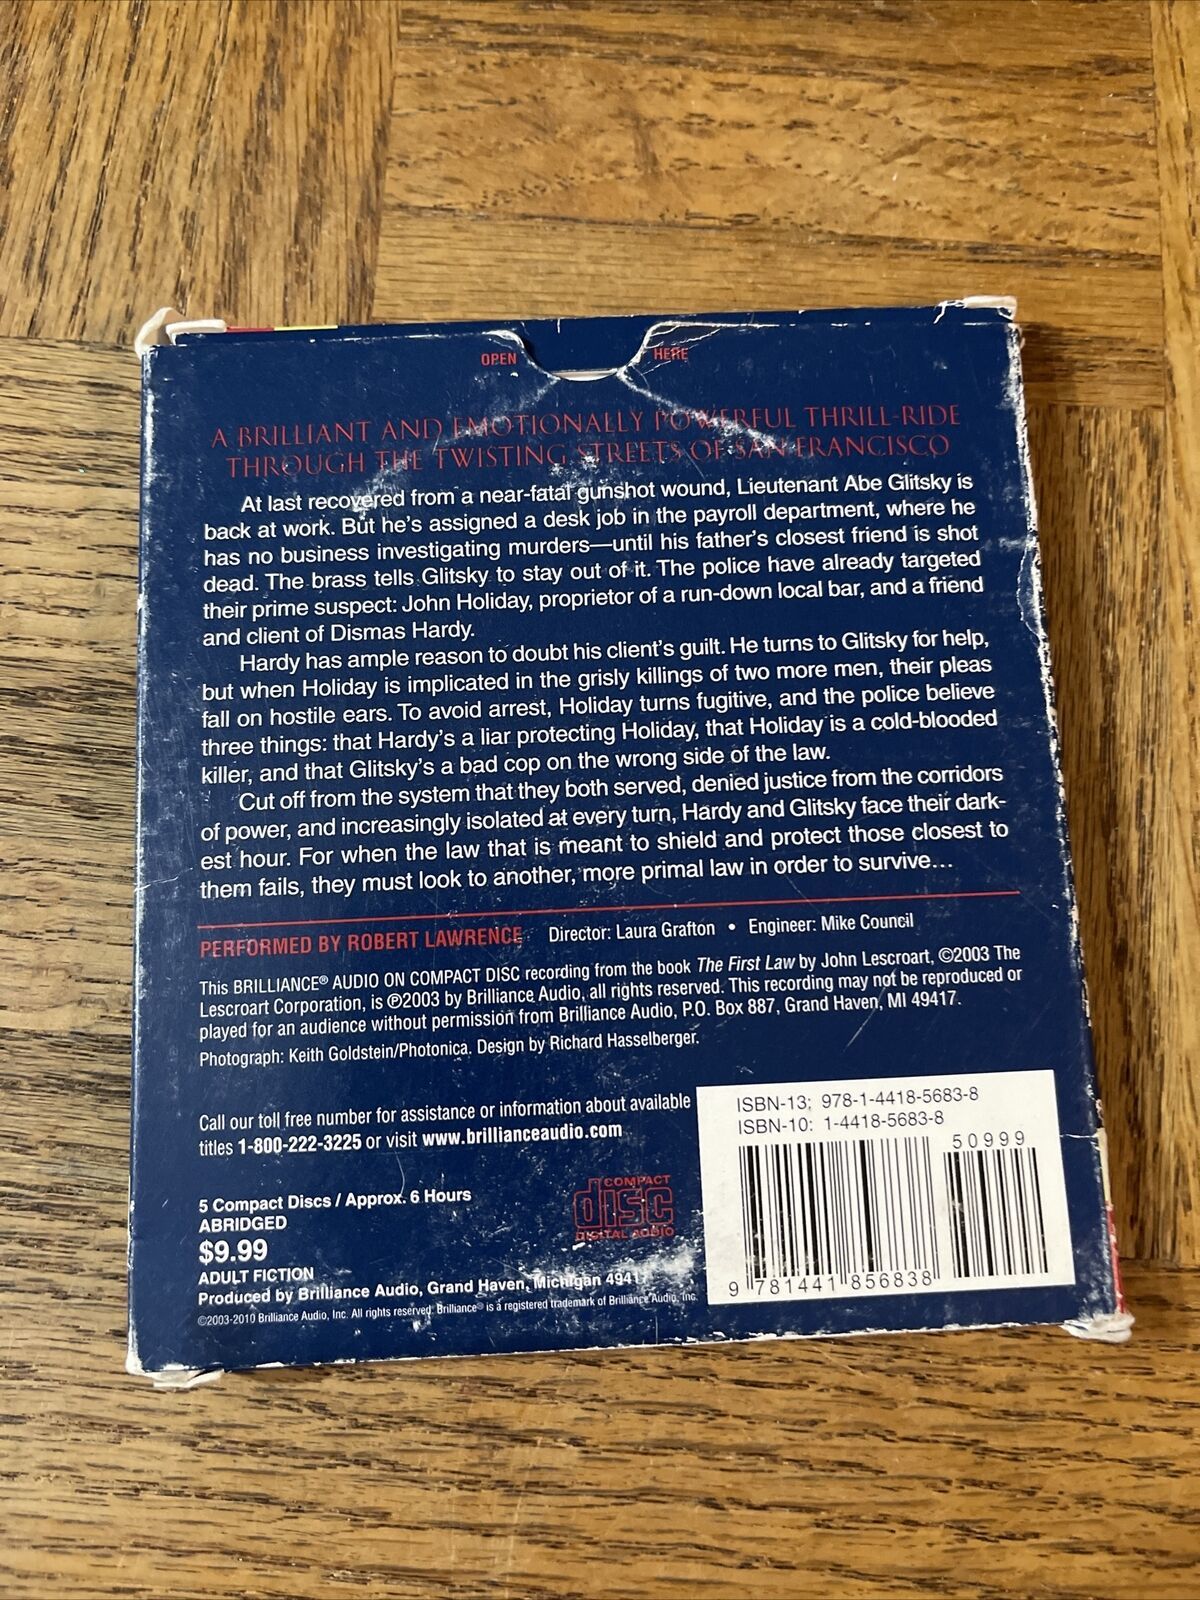 OPEN HERE
A BRILLIANT AND EMOTIONALLY POWERFUL THRILL-RIDE
THROUGH THE TWISTING STREETS OF SAN FRANCISCO
At last recovered from a near-fatal gunshot wound, Lieutenant Abe Glitsky is
back at work. But he's assigned a desk job in the payroll department, where he
has no business investigating murders—until his father's closest friend is shot
dead. The brass tells Glitsky to stay out of it. The police have already targeted
their prime suspect: John Holiday, proprietor of a run-down local bar, and a friend
and client of Dismas Hardy.
Hardy has ample reason to doubt his client's guilt. He turns to Glitsky for help,
but when Holiday is implicated in the grisly killings of two more men, their pleas
fall on hostile ears. To avoid arrest, Holiday turns fugitive, and the police believe
three things: that Hardy's a liar protecting Holiday, that Holiday is a cold-blooded
killer, and that Glitsky's a bad cop on the wrong side of the law.
Cut off from the system that they both served, denied justice from the corridors
of power, and increasingly isolated at every turn, Hardy and Glitsky face their dark-
est hour. For when the law that is meant to shield and protect those closest to
them fails, they must look to another, more primal law in order to survive...
PERFORMED BY ROBERT LAWRENCE Director: Laura Grafton • Engineer: Mike Council
This BRILLIANCE® AUDIO ON COMPACT DISC recording from the book The First Law by John Lescroart, ©2003 The
Lescroart Corporation, is ℗2003 by Brilliance Audio, all rights reserved. This recording may not be reproduced or
played for an audience without permission from Brilliance Audio, P.O. Box 887, Grand Haven, MI 49417.
Photograph: Keith Goldstein/Photonica. Design by Richard Hasselberger.
Call our toll free number for assistance or information about available
titles 1-800-222-3225 or visit www.brillianceaudio.com
5 Compact Discs / Approx. 6 Hours
ABRIDGED
$9.99
ADULT FICTION
Produced by Brilliance Audio, Grand Haven, Michigan 49417
©2003-2010 Brilliance Audio, Inc. All rights reserved. Brilliance® is a registered trademark of Brilliance Audio, Inc.
COMPACT
disc
DIGITAL AUDIO
ISBN-13: 978-1-4418-5683-8
ISBN-10: 1-4418-5683-8
50999
9 781441 856838